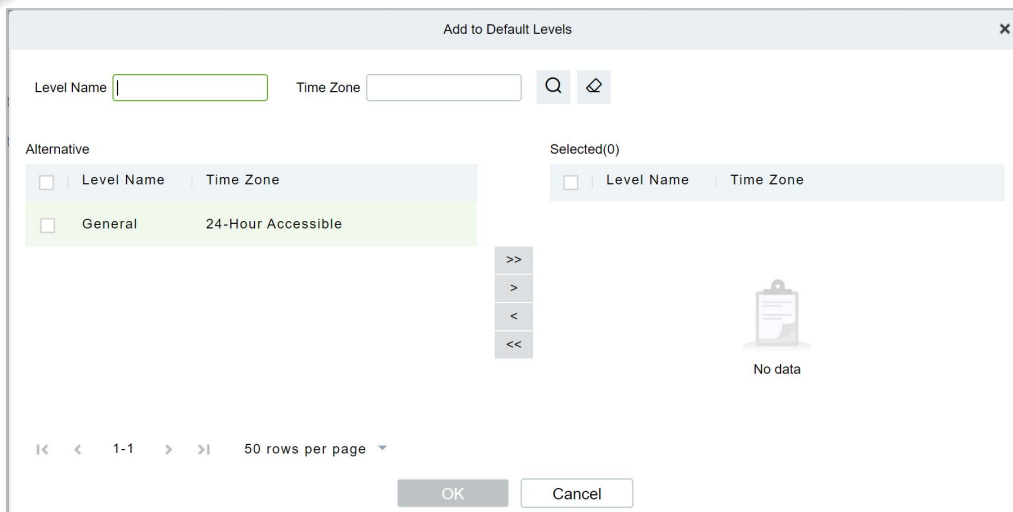 Add to Default Levels
Level Name Time Zone
Alternative Selected(0)
Level Name Time Zone Level Name Time Zone
General 24-Hour Accessible
>>
>
<
<<
No data
1-1 50 rows per page
OK Cancel